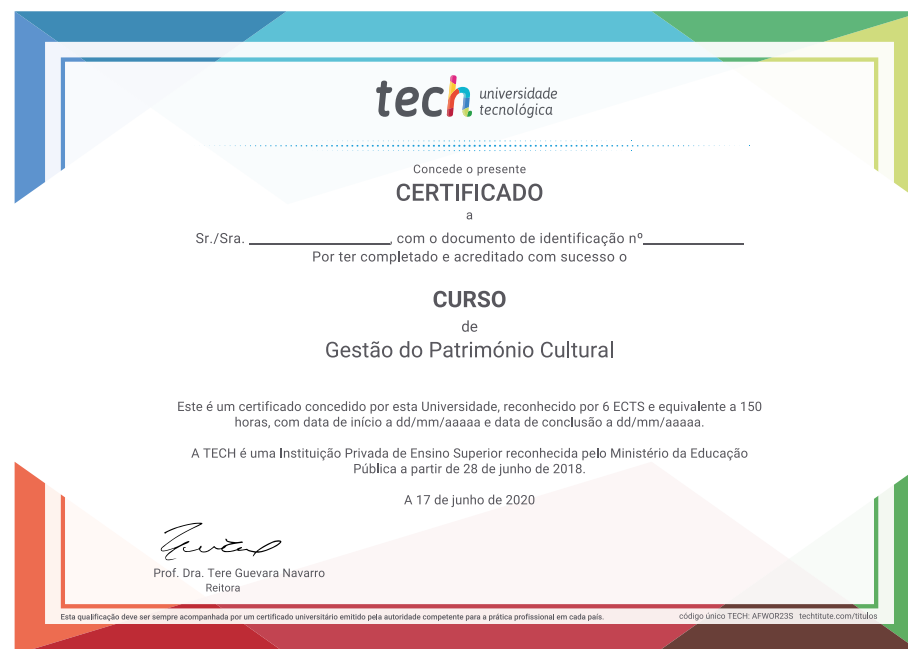 tech universidade
tecnológica
Concede o presente
CERTIFICADO
a
Sr./Sra. ________________, com o documento de identificação nº____________
Por ter completado e acreditado com sucesso o
CURSO
de
Gestão do Património Cultural
Este é um certificado concedido por esta Universidade, reconhecido por 6 ECTS e equivalente a 150
horas, com data de início a dd/mm/aaaaa e data de conclusão a dd/mm/aaaaa.
A TECH é uma Instituição Privada de Ensino Superior reconhecida pelo Ministério da Educação
Pública a partir de 28 de junho de 2018.
A 17 de junho de 2020
Prof. Dra. Tere Guevara Navarro
Reitora
Esta qualificação deve ser sempre acompanhada por um certificado universitário emitido pela autoridade competente para a prática profissional em cada país.
código único TECH: AFWOR23S techtitute.com/titulos